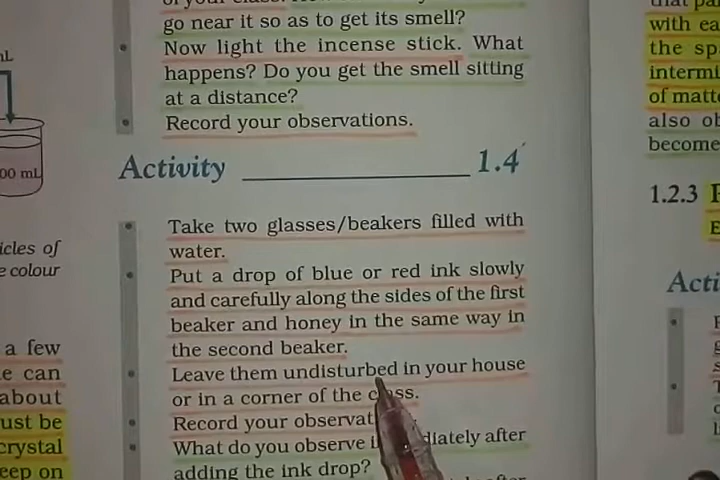 go near it so as to get its smell?
Now light the incense stick. What
happens? Do you get the smell sitting
at a distance?
Record your observations.
Activity 1.4
Take two glasses/beakers filled with
water.
Put a drop of blue or red ink slowly
and carefully along the sides of the first
beaker and honey in the same way in
the second beaker.
Leave them undisturbed in your house
or in a corner of the class.
Record your
What do you observe
adding the ink drop?
00 mL
icles of
e colour
a few
e can
about
ust be
crystal
eep on
with ea
the sp
intermi
of matt
also ob
become
1.2.3
Acti